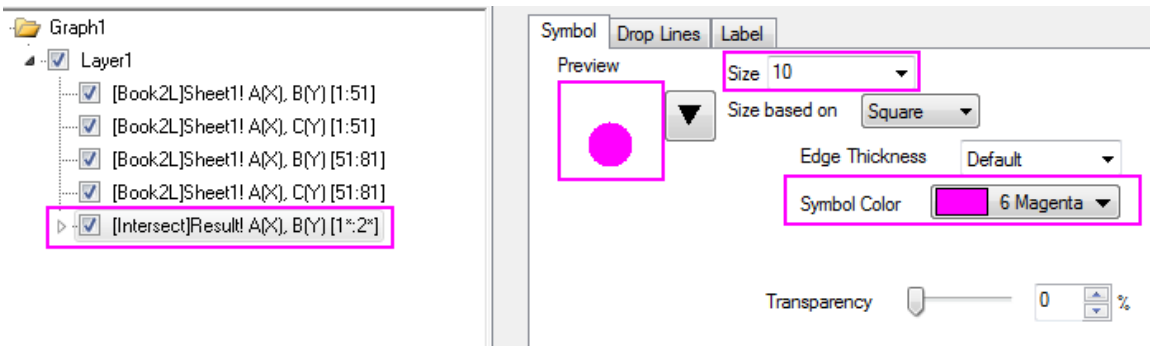 Graph1
Layer1
[Book2L]Sheet1! A(X), B(Y) [1:51]
[Book2L]Sheet1! A(X), C(Y) [1:51]
[Book2L]Sheet1! A(X), B(Y) [51:81]
[Book2L]Sheet1! A(X), C(Y) [51:81]
[Intersect]Result! A(X), B(Y) [1*:2*]
Symbol Drop Lines Label
Preview
Size 10
Size based on Square
Edge Thickness Default
Symbol Color 6 Magenta
Transparency 0 %